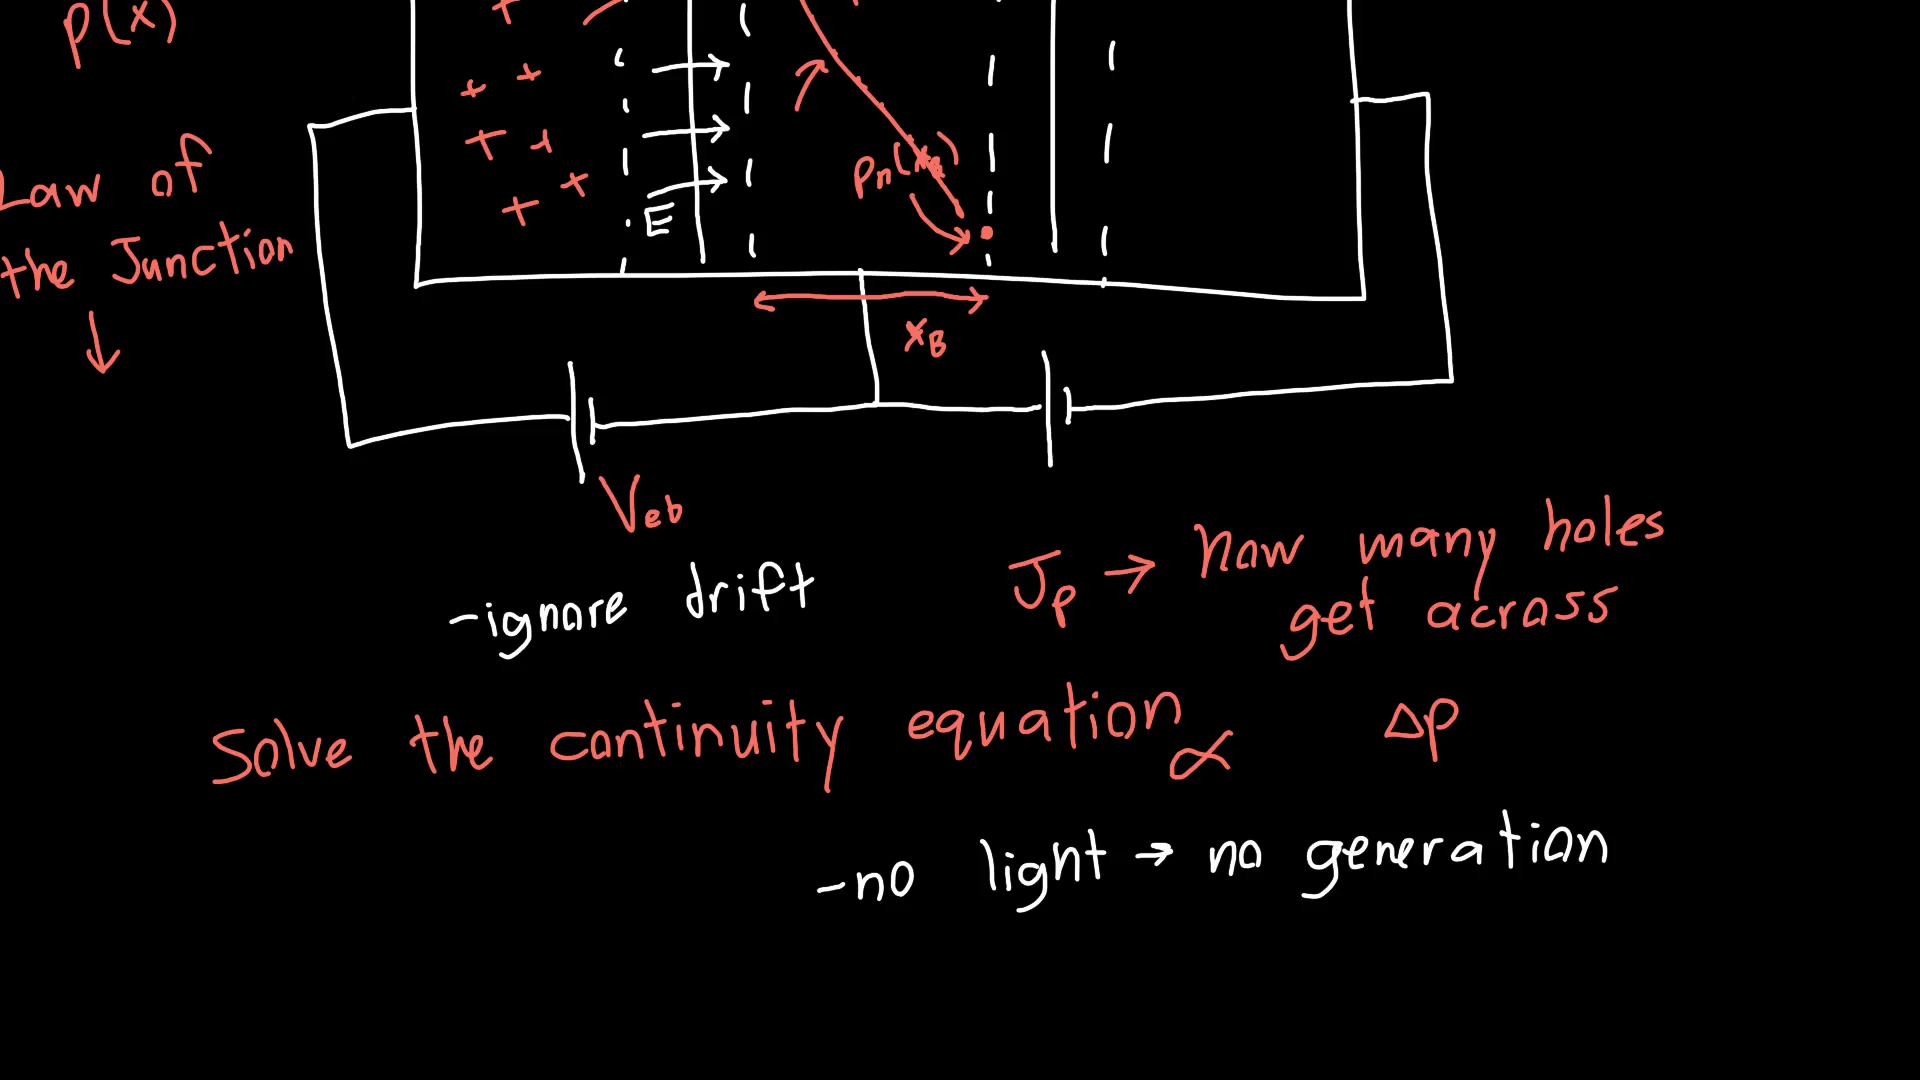 p(x)
Law of
the Junction
E
pn(xB)
xB
Veb
-ignore drift
Jp → how many holes
get across
Solve the continuity equation
∝ Δp
-no light → no generation